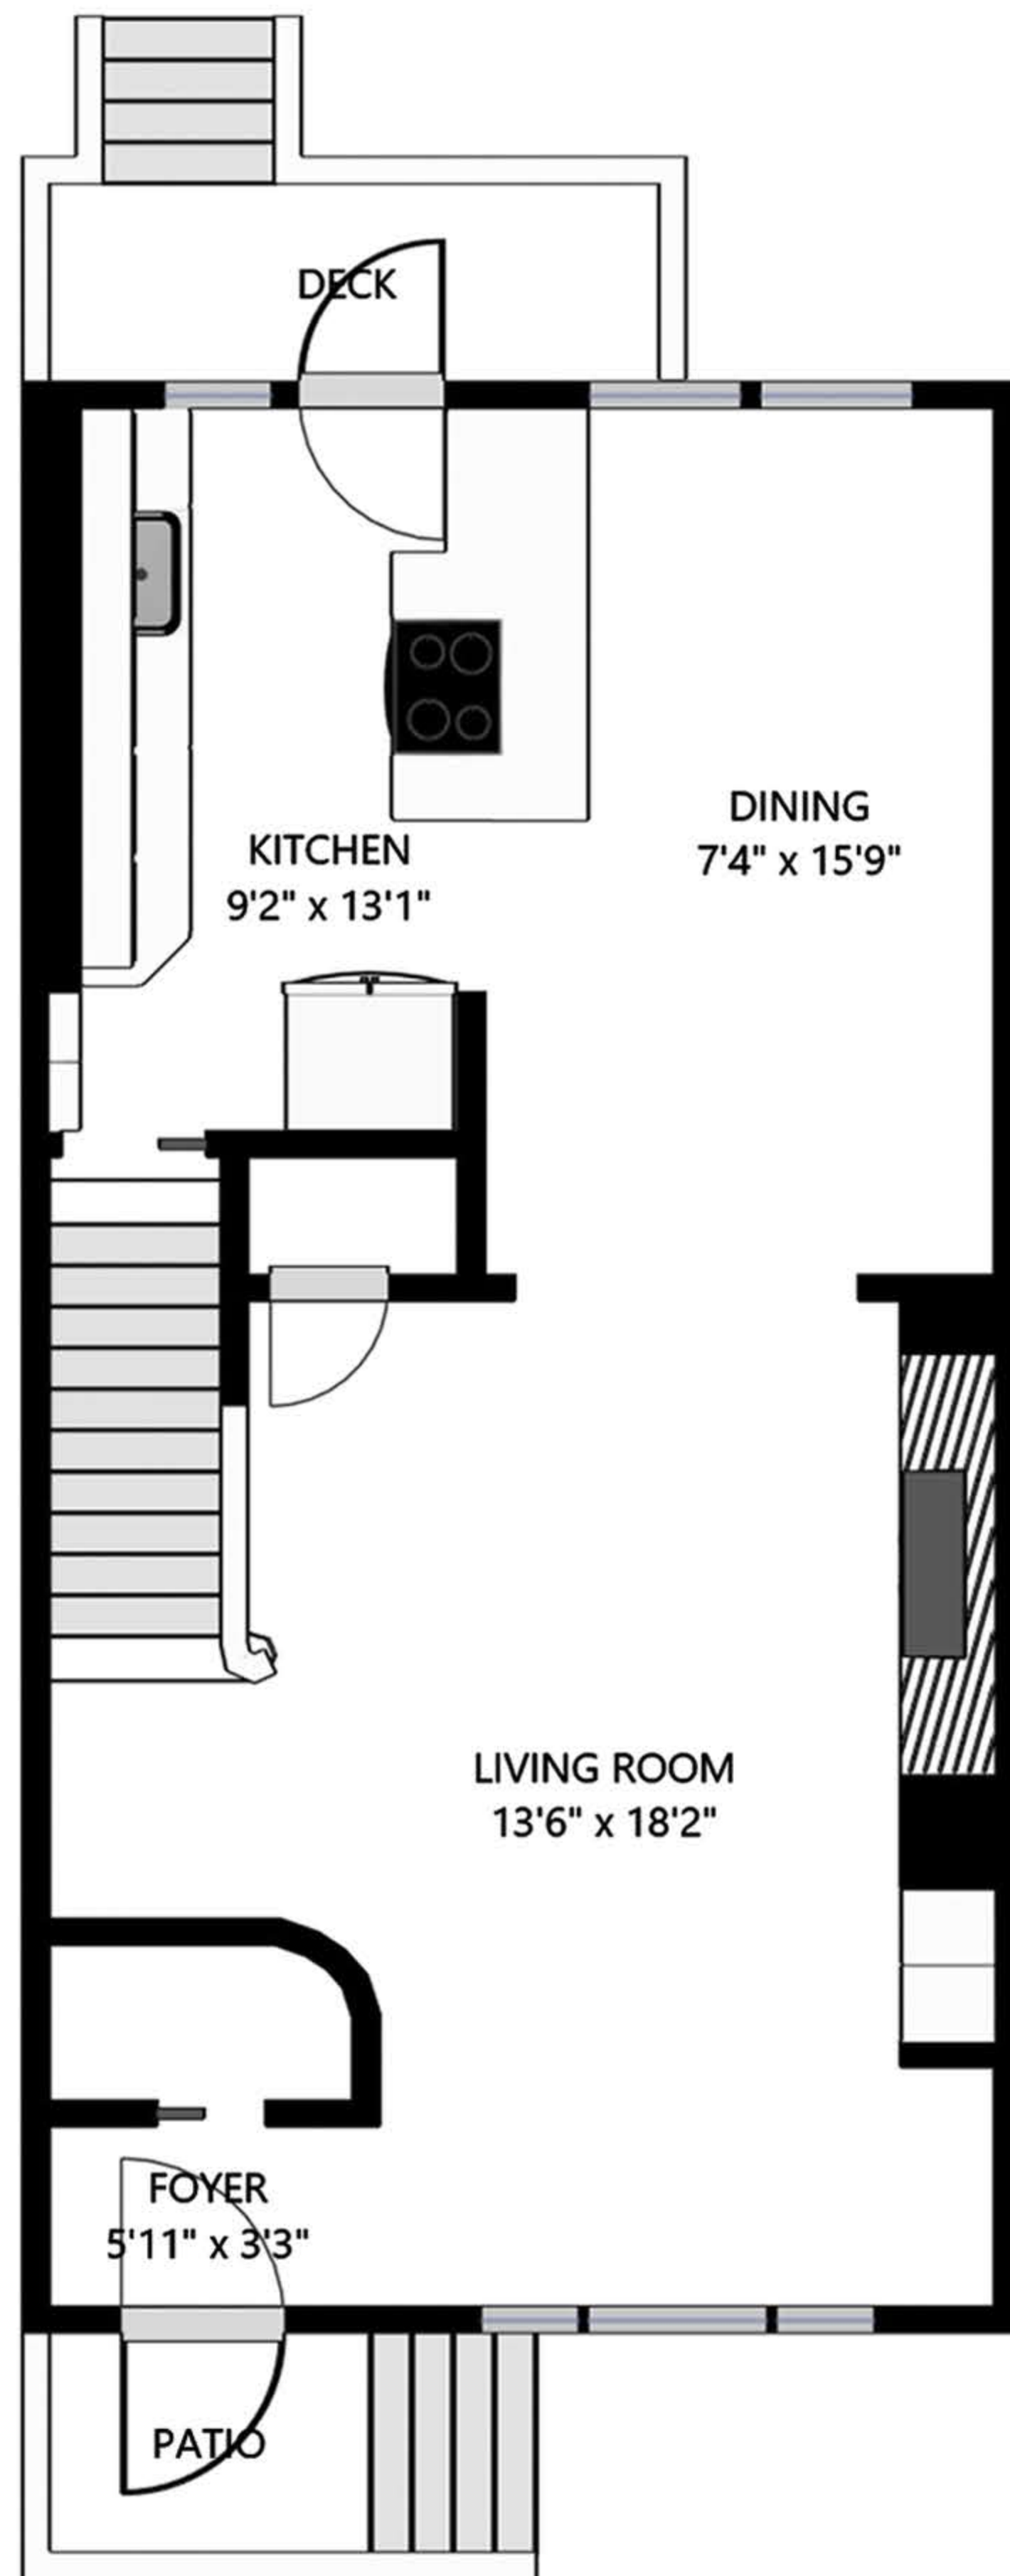 DECK
KITCHEN
9'2" x 13'1"
DINING
7'4" x 15'9"
LIVING ROOM
13'6" x 18'2"
FOYER
5'11" x 3'3"
PATIO